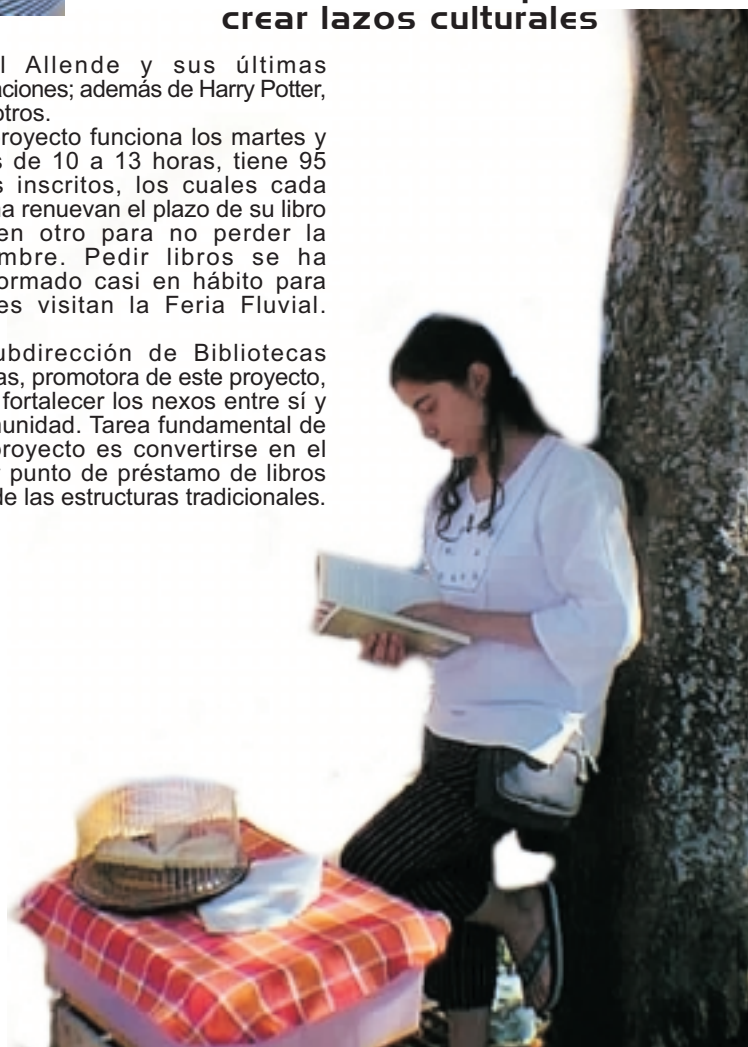 crear lazos culturales
l Allende y sus últimas
aciones; además de Harry Potter,
otros.
royecto funciona los martes y
s de 10 a 13 horas, tiene 95
s inscritos, los cuales cada
na renuevan el plazo de su libro
en otro para no perder la
mbre. Pedir libros se ha
ormado casi en hábito para
es visitan la Feria Fluvial.
ubdirección de Bibliotecas
as, promotora de este proyecto,
fortalecer los nexos entre sí y
munidad. Tarea fundamental de
proyecto es convertirse en el
r punto de préstamo de libros
de las estructuras tradicionales.